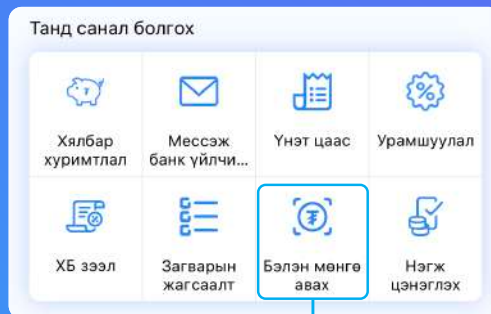 Танд санал болгох
Хялбар
хуримтлал
Мессэж
банк үйлчи...
Үнэт цаас
Урамшуулал
ХБ зээл
Загварын
жагсаалт
Бэлэн мөнгө
авах
Нэгж
цэнэглэх